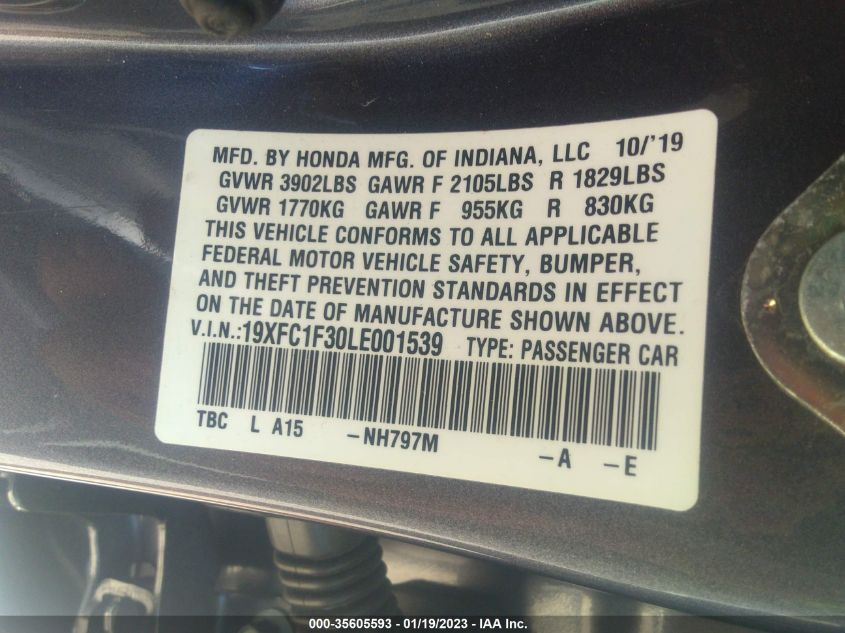 MFD. BY HONDA MFG. OF INDIANA, LLC 10/'19
GVWR 3902LBS GAWR F 2105LBS R 1829LBS
GVWR 1770KG GAWR F 955KG R 830KG
THIS VEHICLE CONFORMS TO ALL APPLICABLE
FEDERAL MOTOR VEHICLE SAFETY, BUMPER,
AND THEFT PREVENTION STANDARDS IN EFFECT
ON THE DATE OF MANUFACTURE SHOWN ABOVE.
V.I.N.:19XFC1F30LE001539 TYPE: PASSENGER CAR
TBC L A15 -NH797M -A -E
000-35605593 - 01/19/2023 - IAA Inc.